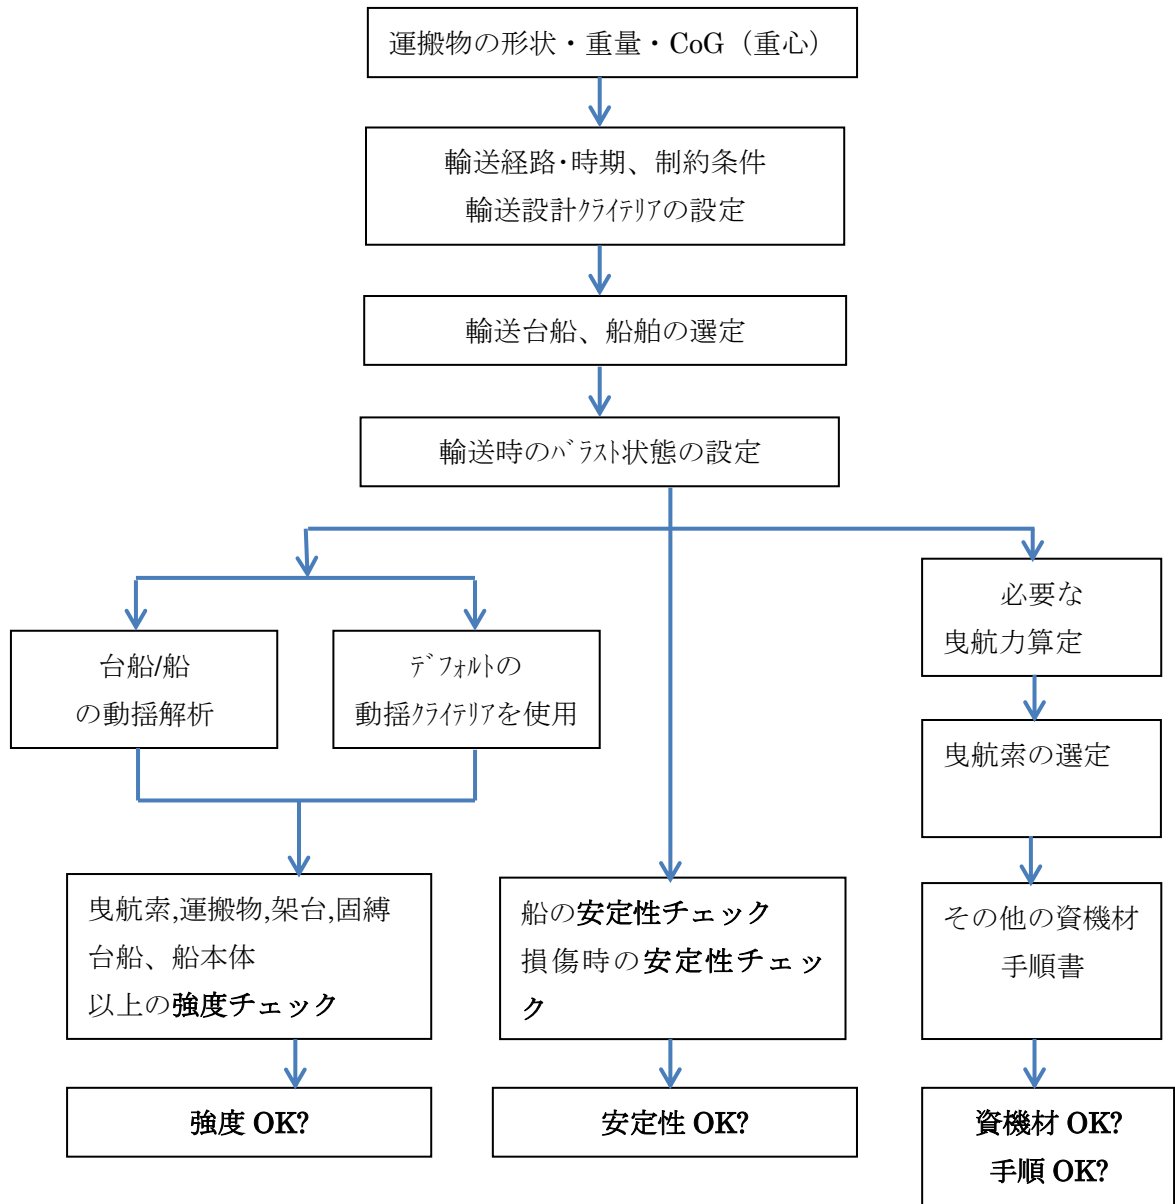 運搬物の形状・重量・CoG（重心）
輸送経路･時期、制約条件
輸送設計ｸﾗｲﾃﾘｱの設定
輸送台船、船舶の選定
輸送時のﾊﾞﾗｽﾄ状態の設定
台船/船
の動揺解析
ﾃﾞﾌｫﾙﾄの
動揺ｸﾗｲﾃﾘｱを使用
必要な
曳航力算定
曳航索の選定
曳航索,運搬物,架台,固縛
台船、船本体
以上の強度チェック
船の安定性チェック
損傷時の安定性チェッ
ク
その他の資機材
手順書
強度 OK?
安定性 OK?
資機材 OK?
手順 OK?